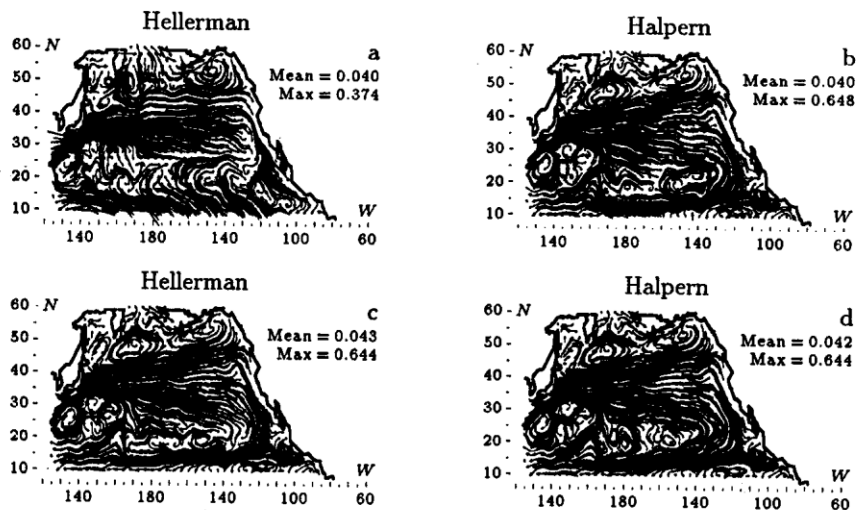 Hellerman
a
Mean = 0.040
Max = 0.374
60 - N
50 -
40 -
30 -
20 -
10 -
W
140 180 140 100 60
Halpern
b
Mean = 0.040
Max = 0.648
60 - N
50 -
40 -
30 -
20 -
10 -
W
140 180 140 100 60
Hellerman
c
Mean = 0.043
Max = 0.644
60 - N
50 -
40 -
30 -
20 -
10 -
W
140 180 140 100 60
Halpern
d
Mean = 0.042
Max = 0.644
60 - N
50 -
40 -
30 -
20 -
10 -
W
140 180 140 100 60